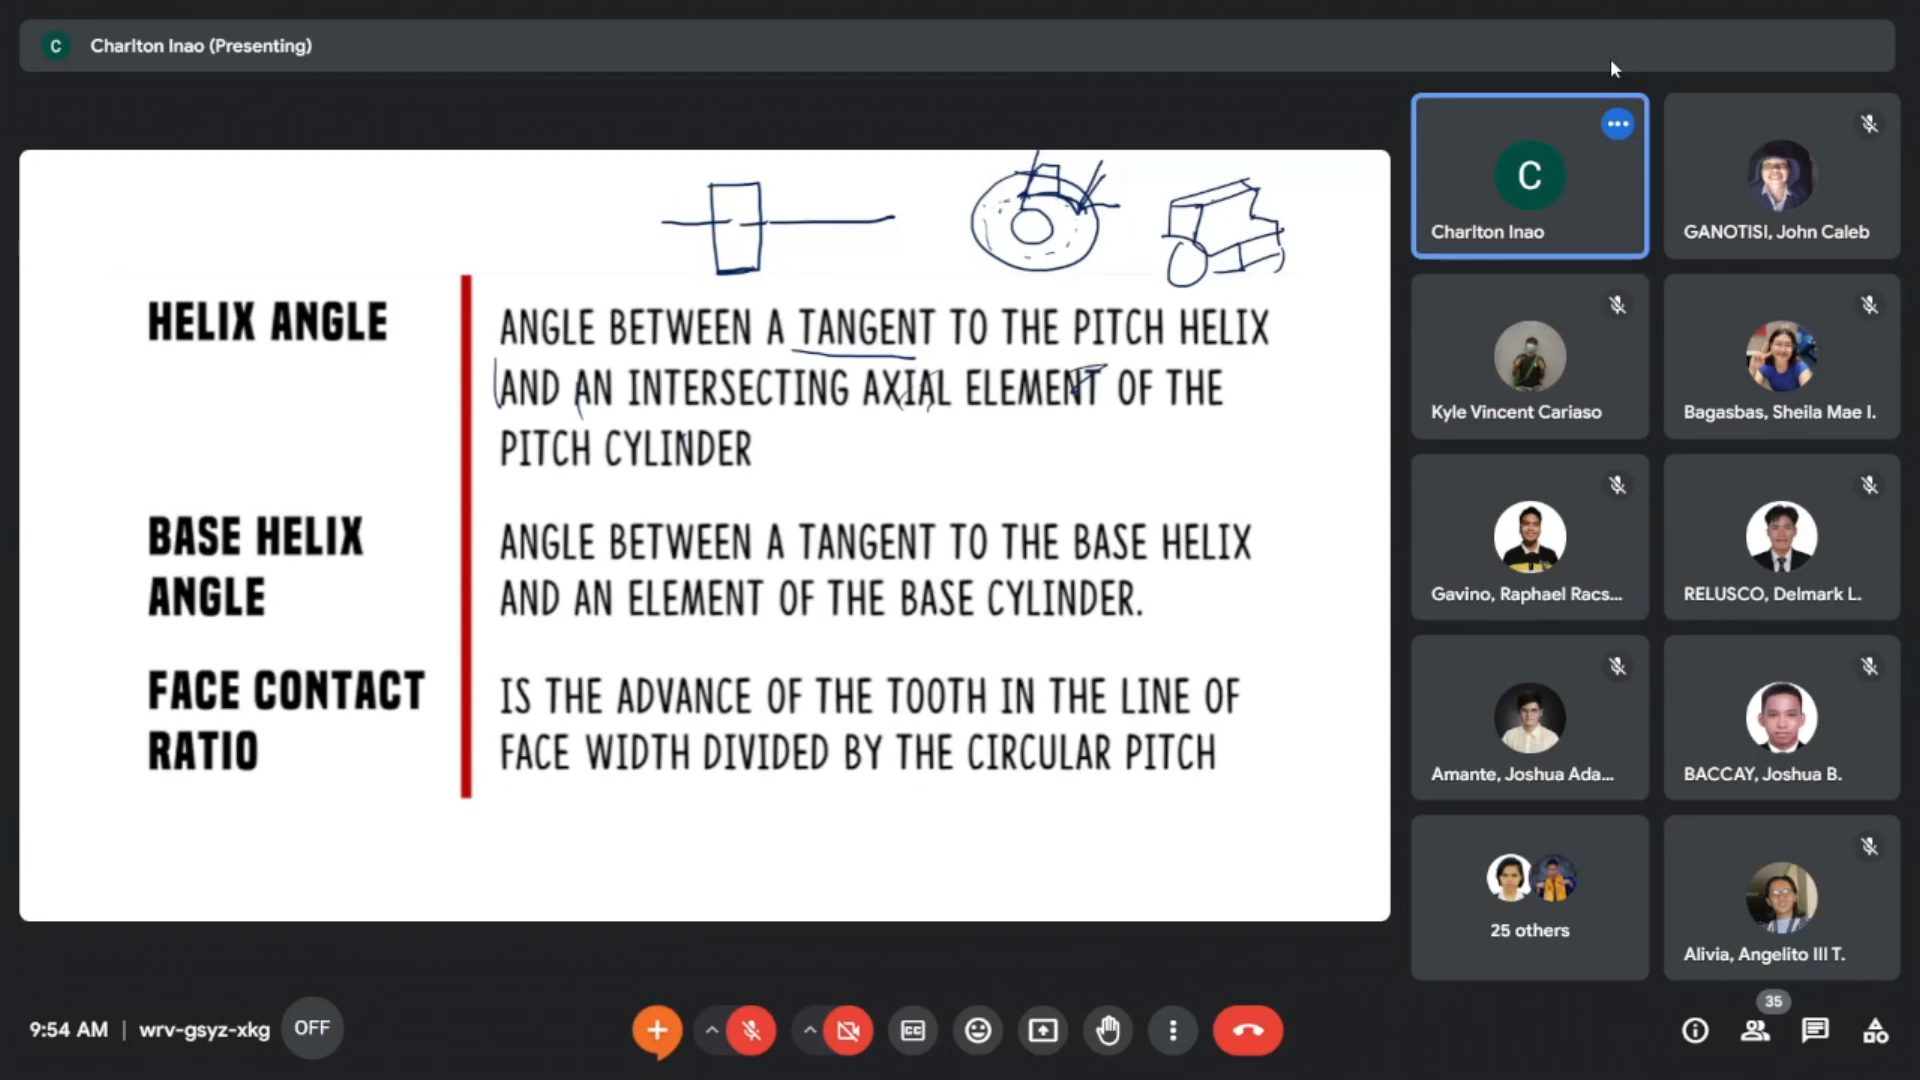 C Charlton Inao (Presenting)
HELIX ANGLE
ANGLE BETWEEN A TANGENT TO THE PITCH HELIX
AND AN INTERSECTING AXIAL ELEMENT OF THE
PITCH CYLINDER
BASE HELIX
ANGLE
ANGLE BETWEEN A TANGENT TO THE BASE HELIX
AND AN ELEMENT OF THE BASE CYLINDER.
FACE CONTACT
RATIO
IS THE ADVANCE OF THE TOOTH IN THE LINE OF
FACE WIDTH DIVIDED BY THE CIRCULAR PITCH
C
Charlton Inao
GANOTISI, John Caleb
Kyle Vincent Cariaso
Bagasbas, Sheila Mae I.
Gavino, Raphael Racs...
RELUSCO, Delmark L.
Amante, Joshua Ada...
BACCAY, Joshua B.
25 others
Alivia, Angelito III T.
9:54 AM | wrv-gsyz-xkg
OFF
CC
35